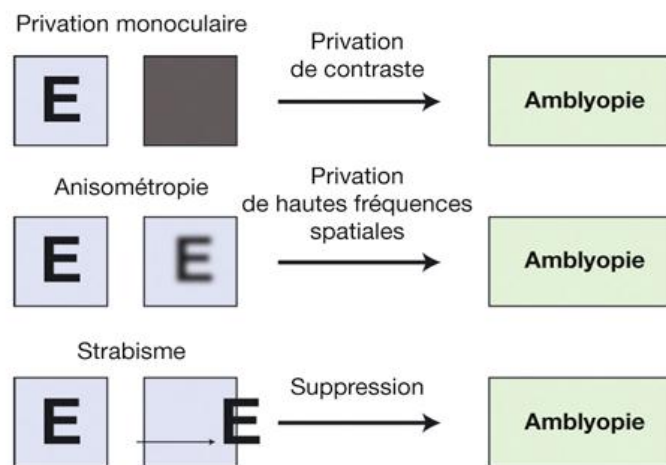 Privation monoculaire
E
Privation
de contraste
Amblyopie
Anisométropie
E
E
Privation
de hautes fréquences
spatiales
Amblyopie
Strabisme
E
E
Suppression
Amblyopie